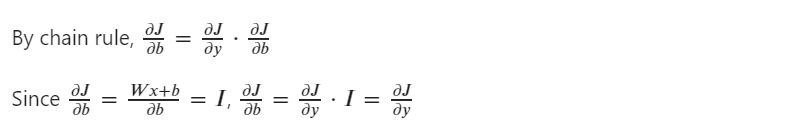 By chain rule, ∂J/∂b = ∂J/∂y · ∂J/∂b
Since ∂J/∂b = Wx+b/∂b = I, ∂J/∂b = ∂J/∂y · I = ∂J/∂y